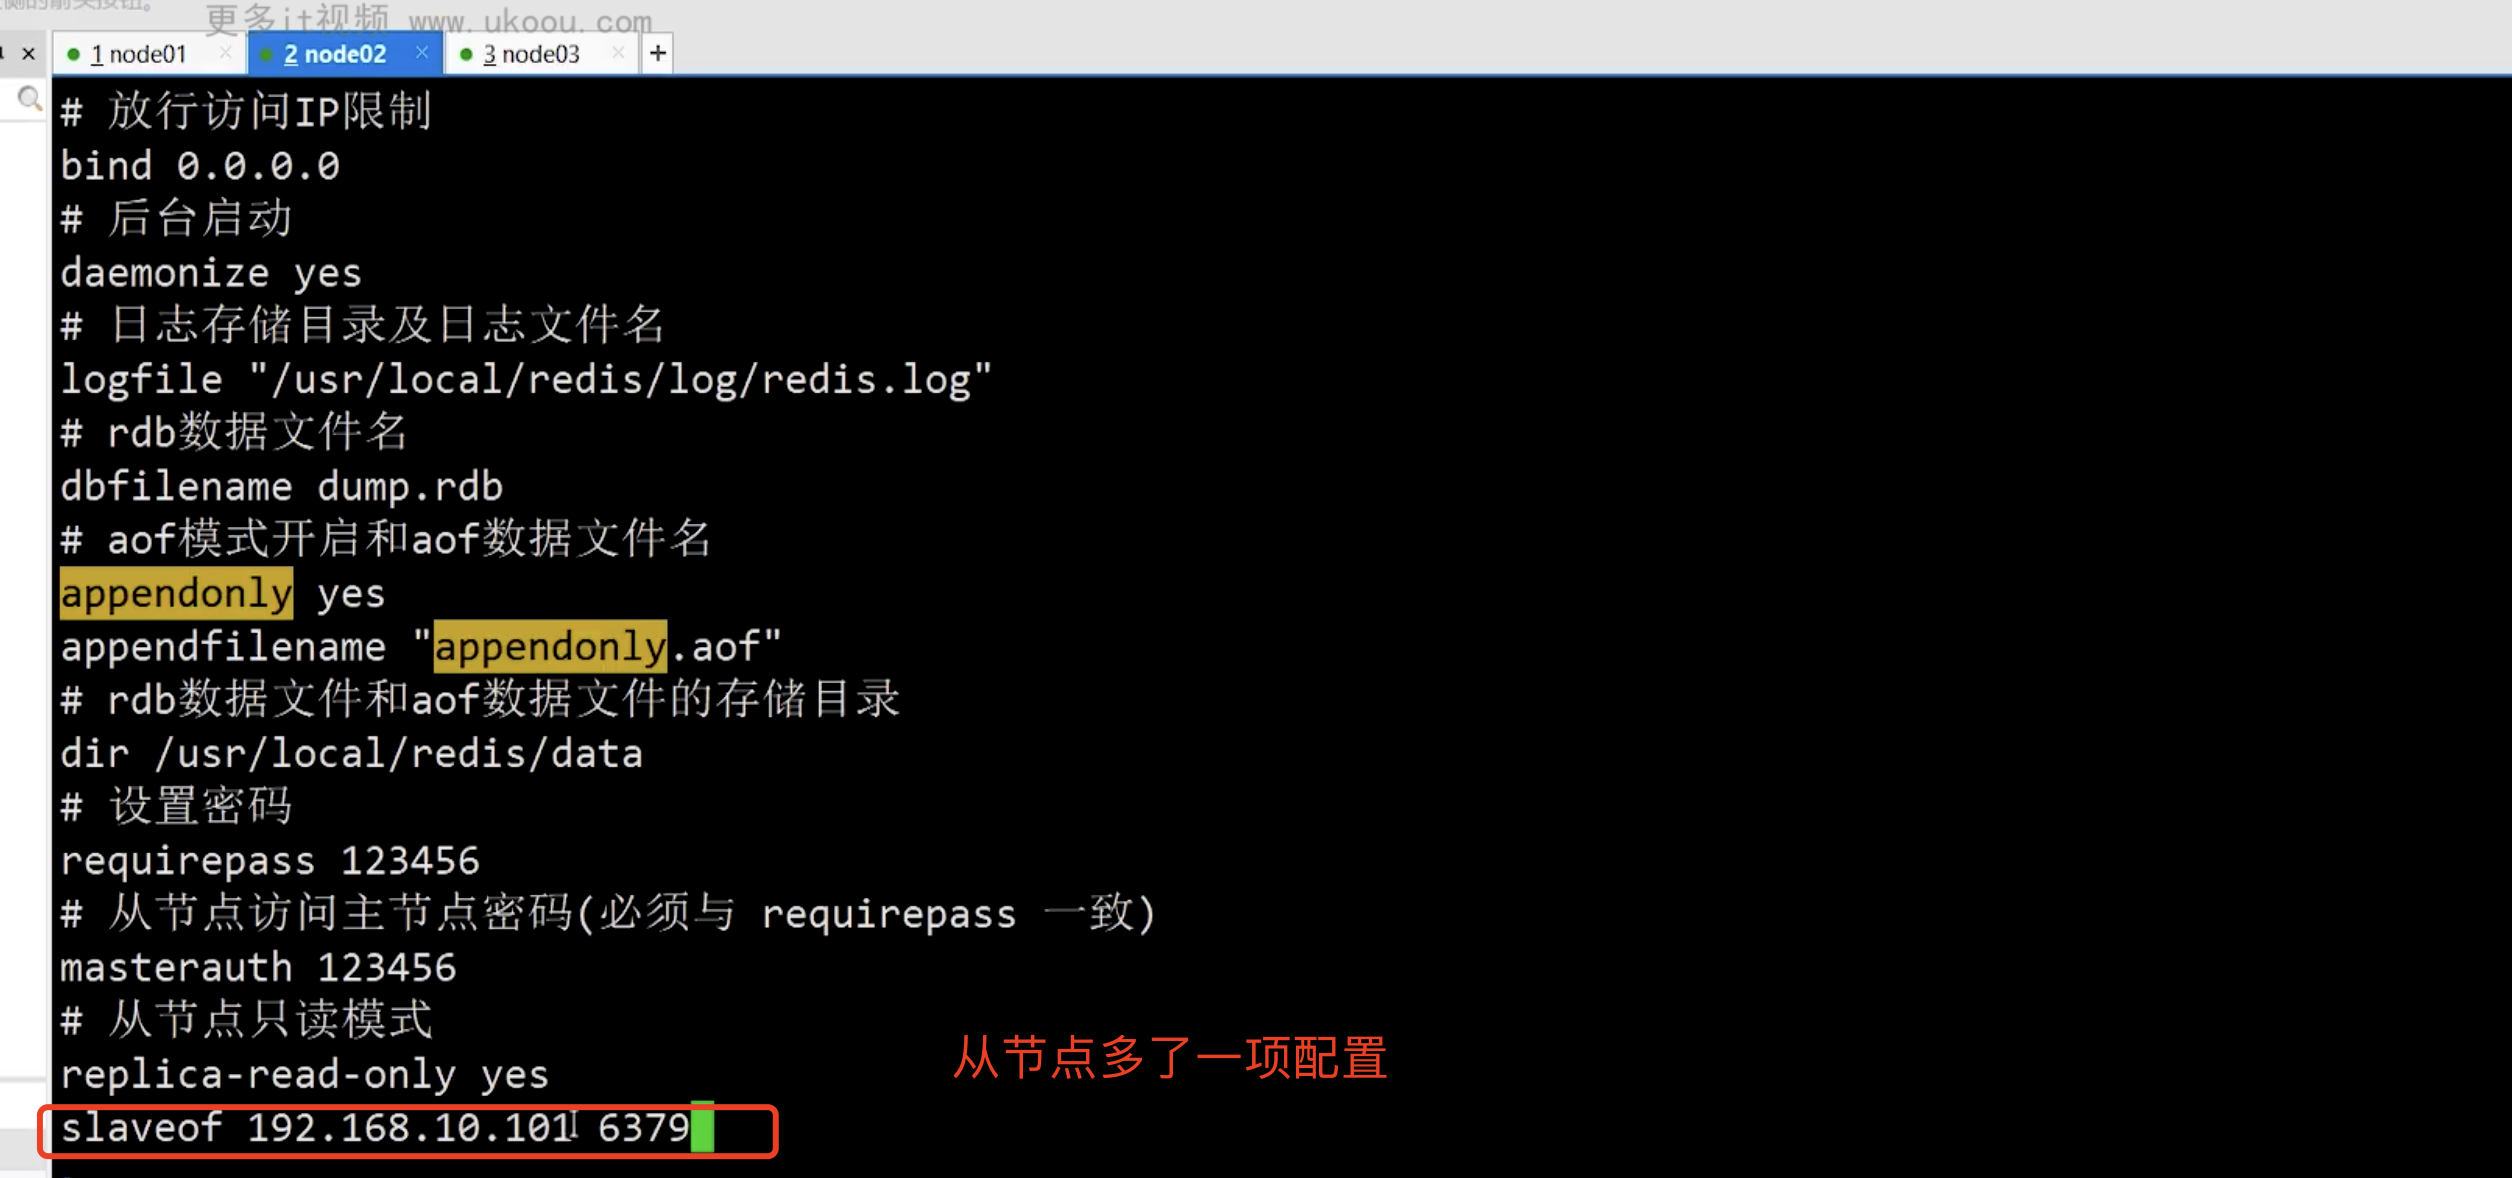 更多it视频 www.ukoou.com
1 node01
2 node02
3 node03
# 放行访问IP限制
bind 0.0.0.0
# 后台启动
daemonize yes
# 日志存储目录及日志文件名
logfile "/usr/local/redis/log/redis.log"
# rdb数据文件名
dbfilename dump.rdb
# aof模式开启和aof数据文件名
appendonly yes
appendfilename "appendonly.aof"
# rdb数据文件和aof数据文件的存储目录
dir /usr/local/redis/data
# 设置密码
requirepass 123456
# 从节点访问主节点密码(必须与 requirepass 一致)
masterauth 123456
# 从节点只读模式
replica-read-only yes
从节点多了一项配置
slaveof 192.168.10.101 6379